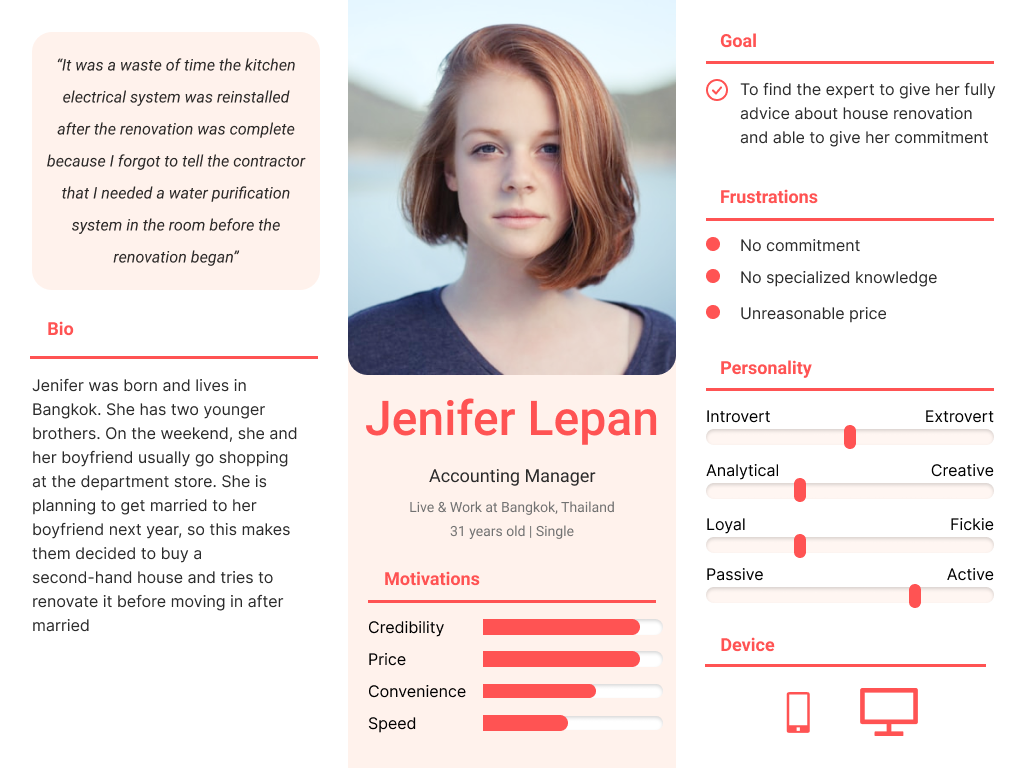 “It was a waste of time the kitchen
electrical system was reinstalled
after the renovation was complete
because I forgot to tell the contractor
that I needed a water purification
system in the room before the
renovation began”
Bio
Jenifer was born and lives in
Bangkok. She has two younger
brothers. On the weekend, she and
her boyfriend usually go shopping
at the department store. She is
planning to get married to her
boyfriend next year, so this makes
them decided to buy a
second-hand house and tries to
renovate it before moving in after
married
Jenifer Lepan
Accounting Manager
Live & Work at Bangkok, Thailand
31 years old | Single
Motivations
Credibility
Price
Convenience
Speed
Goal
To find the expert to give her fully
advice about house renovation
and able to give her commitment
Frustrations
No commitment
No specialized knowledge
Unreasonable price
Personality
Introvert Extrovert
Analytical Creative
Loyal Fickie
Passive Active
Device